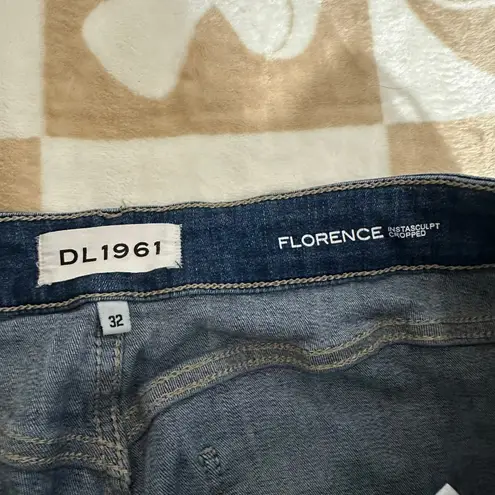 DL1961
FLORENCE INSTASCULPT
CROPPED
32